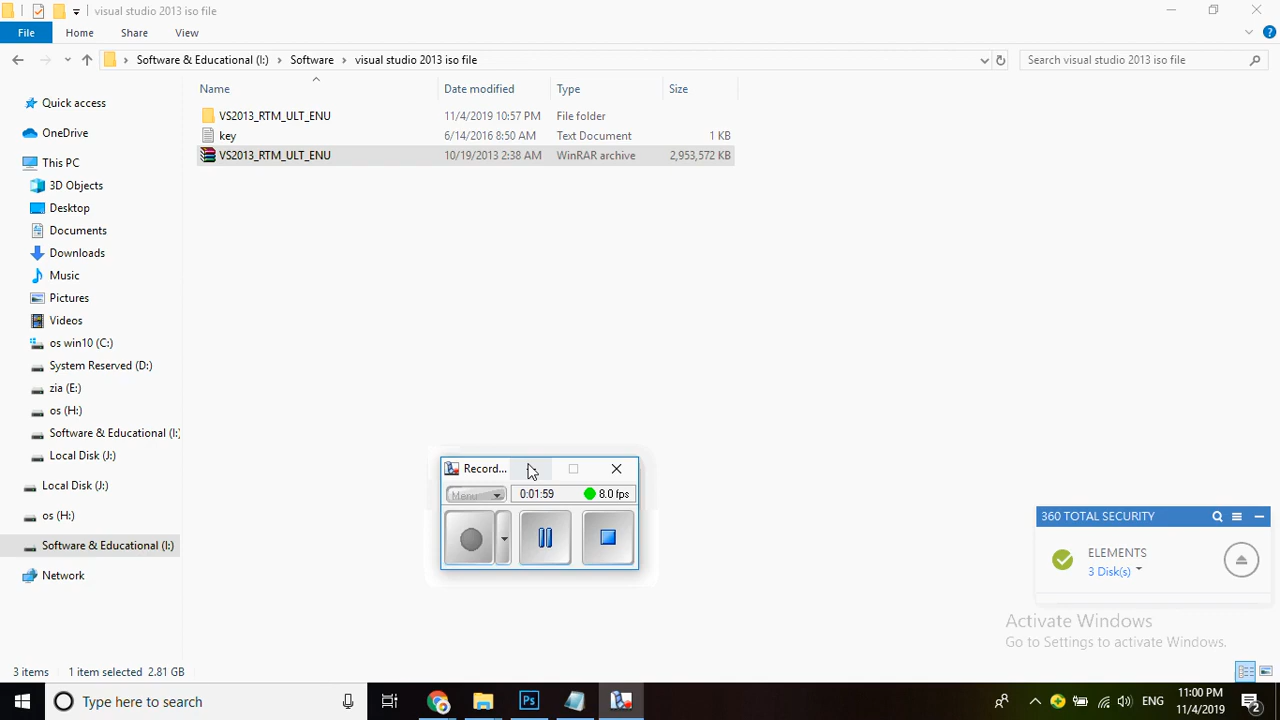 visual studio 2013 iso file
File Home Share View
Software & Educational (I:) Software visual studio 2013 iso file
Search visual studio 2013 iso file
Name Date modified Type Size
VS2013_RTM_ULT_ENU 11/4/2019 10:57 PM File folder
key 6/14/2016 8:50 AM Text Document 1 KB
VS2013_RTM_ULT_ENU 10/19/2013 2:38 AM WinRAR archive 2,953,572 KB
Quick access
OneDrive
This PC
3D Objects
Desktop
Documents
Downloads
Music
Pictures
Videos
os win10 (C:)
System Reserved (D:)
zia (E:)
os (H:)
Software & Educational (I:)
Local Disk (J:)
Local Disk (J:)
os (H:)
Software & Educational (I:)
Network
Record...
Menu 0:01:59 8.0 fps
360 TOTAL SECURITY
ELEMENTS
3 Disk(s)
Activate Windows
Go to Settings to activate Windows.
3 items 1 item selected 2.81 GB
Type here to search
Ps
ENG
11:00 PM
11/4/2019
2